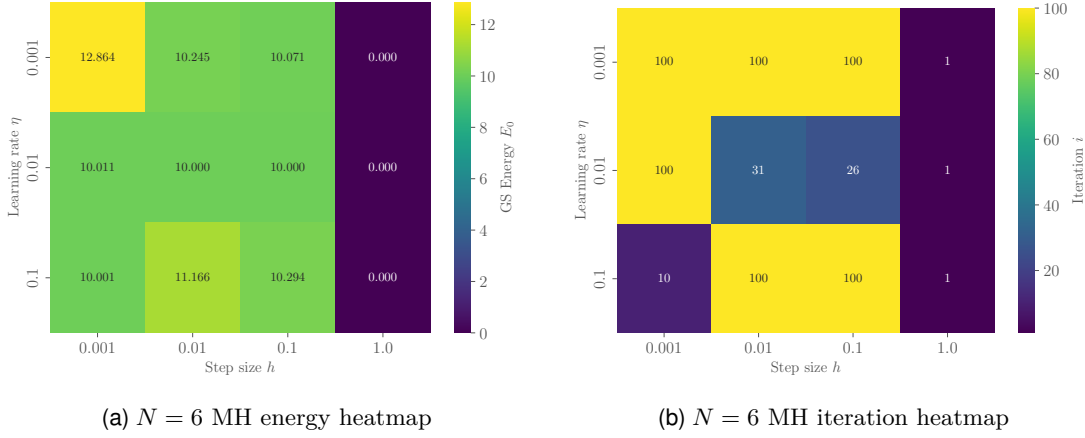 12.864 10.245 10.071 0.000
10.011 10.000 10.000 0.000
10.001 11.166 10.294 0.000
0.001
0.01
0.1
Learning rate η
0.001 0.01 0.1 1.0
Step size h
12
10
8
6
4
2
0
GS Energy E₀
(a) N = 6 MH energy heatmap
100 100 100 1
100 31 26 1
10 100 100 1
0.001
0.01
0.1
Learning rate η
0.001 0.01 0.1 1.0
Step size h
100
80
60
40
20
Iteration i
(b) N = 6 MH iteration heatmap